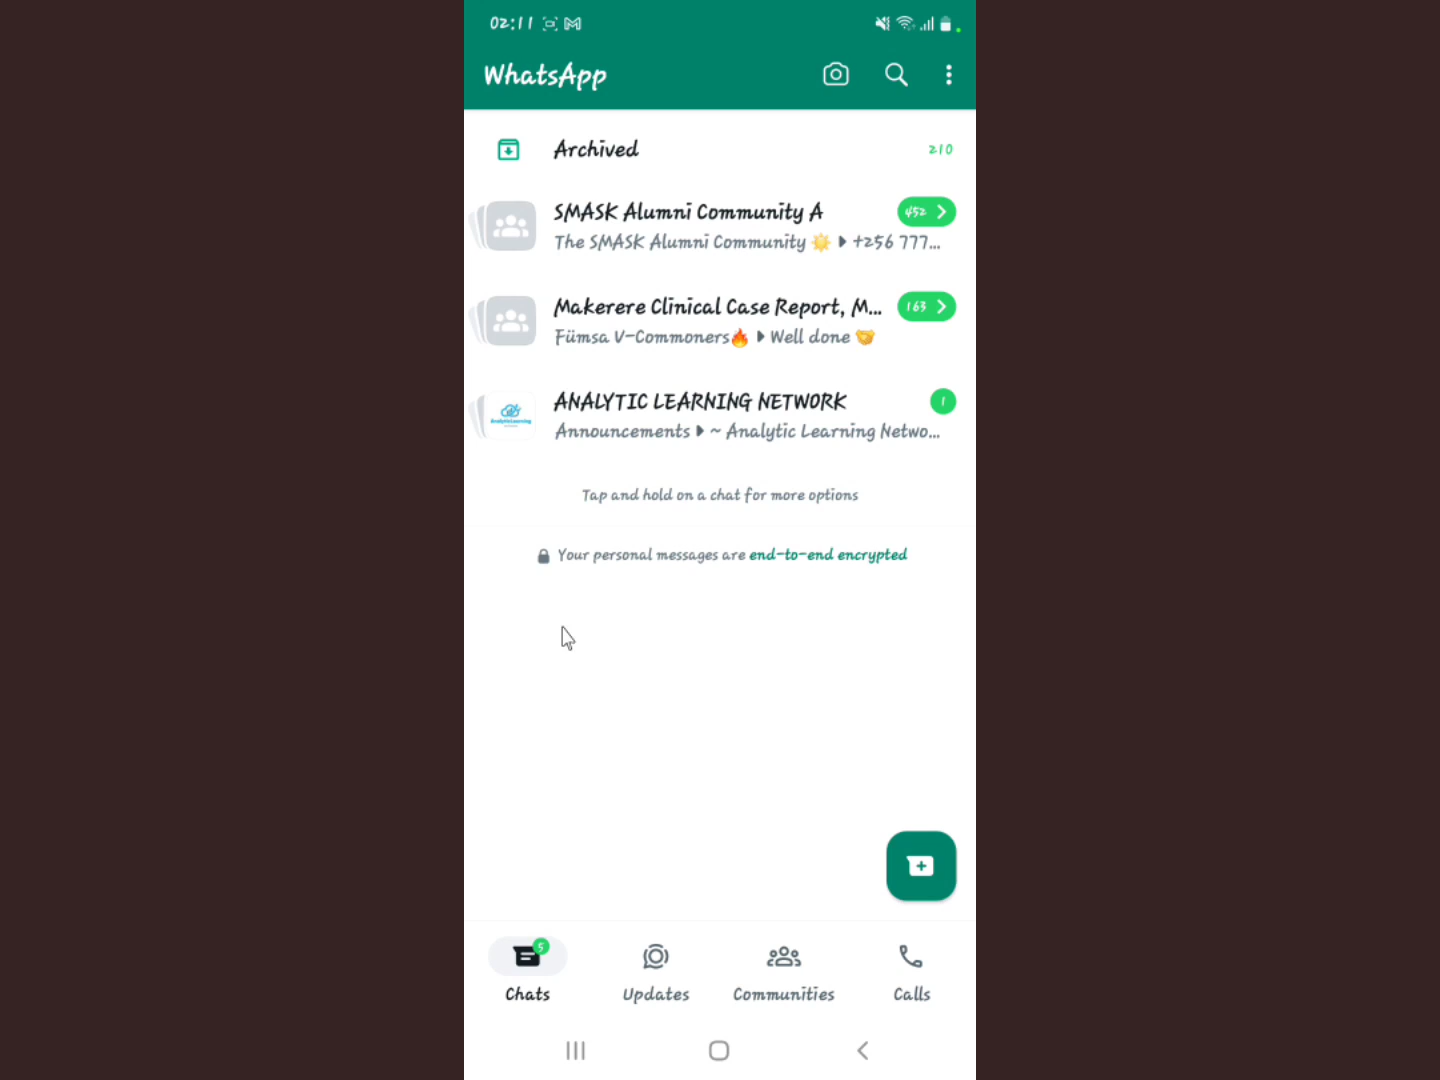 02:11
WhatsApp
Archived 210
SMASK Alumni Community A 452
The SMASK Alumni Community ☀️ ▶ +256 777...
Makerere Clinical Case Report, M... 163
Fümsa V-Commoners🔥 ▶ Well done 🤝
ANALYTIC LEARNING NETWORK 1
Announcements ▶ ~ Analytic Learning Netwo...
Tap and hold on a chat for more options
Your personal messages are end-to-end encrypted
5
Chats Updates Communities Calls